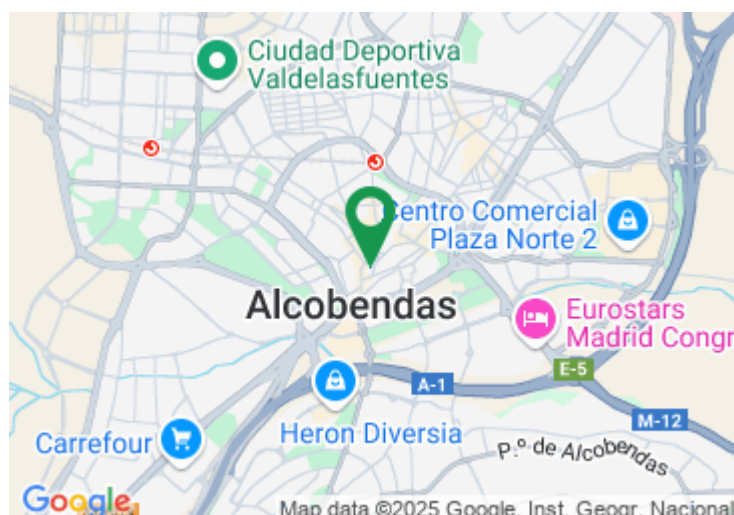 Ciudad Deportiva
Valdelasfuentes
Centro Comercial
Plaza Norte 2
Alcobendas
Eurostars
Madrid Congr
E-5
A-1
M-12
Heron Diversia
Carrefour
P.º de Alcobendas
Google
Map data ©2025 Google, Inst. Geogr. Nacional